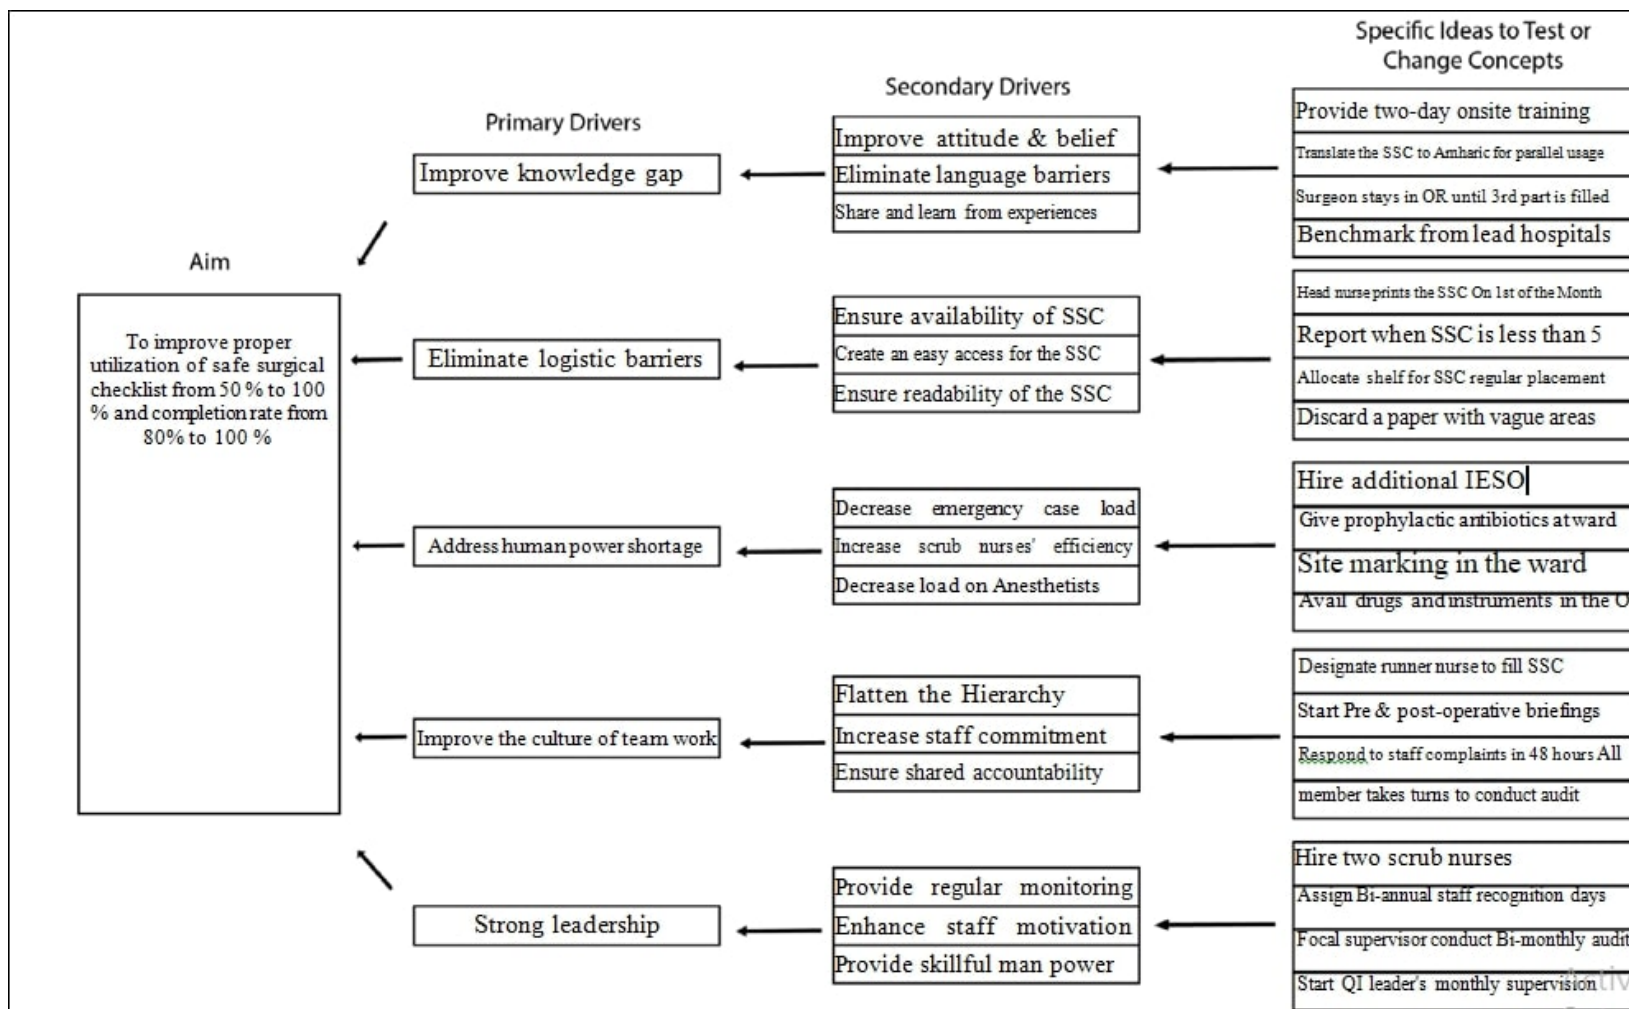 Specific Ideas to Test or
Change Concepts
Secondary Drivers
Primary Drivers
Aim
To improve proper
utilization of safe surgical
checklist from 50 % to 100
% and completion rate from
80% to 100 %
Improve knowledge gap
Improve attitude & belief
Eliminate language barriers
Share and learn from experiences
Provide two-day onsite training
Translate the SSC to Amharic for parallel usage
Surgeon stays in OR until 3rd part is filled
Benchmark from lead hospitals
Eliminate logistic barriers
Ensure availability of SSC
Create an easy access for the SSC
Ensure readability of the SSC
Head nurse prints the SSC On 1st of the Month
Report when SSC is less than 5
Allocate shelf for SSC regular placement
Discard a paper with vague areas
Address human power shortage
Decrease emergency case load
Increase scrub nurses' efficiency
Decrease load on Anesthetists
Hire additional IESO
Give prophylactic antibiotics at ward
Site marking in the ward
Avail drugs and instruments in the
Improve the culture of team work
Flatten the Hierarchy
Increase staff commitment
Ensure shared accountability
Designate runner nurse to fill SSC
Start Pre & post-operative briefings
Respond to staff complaints in 48 hours All
member takes turns to conduct audit
Strong leadership
Provide regular monitoring
Enhance staff motivation
Provide skillful man power
Hire two scrub nurses
Assign Bi-annual staff recognition days
Focal supervisor conduct Bi-monthly audit
Start QI leader's monthly supervision